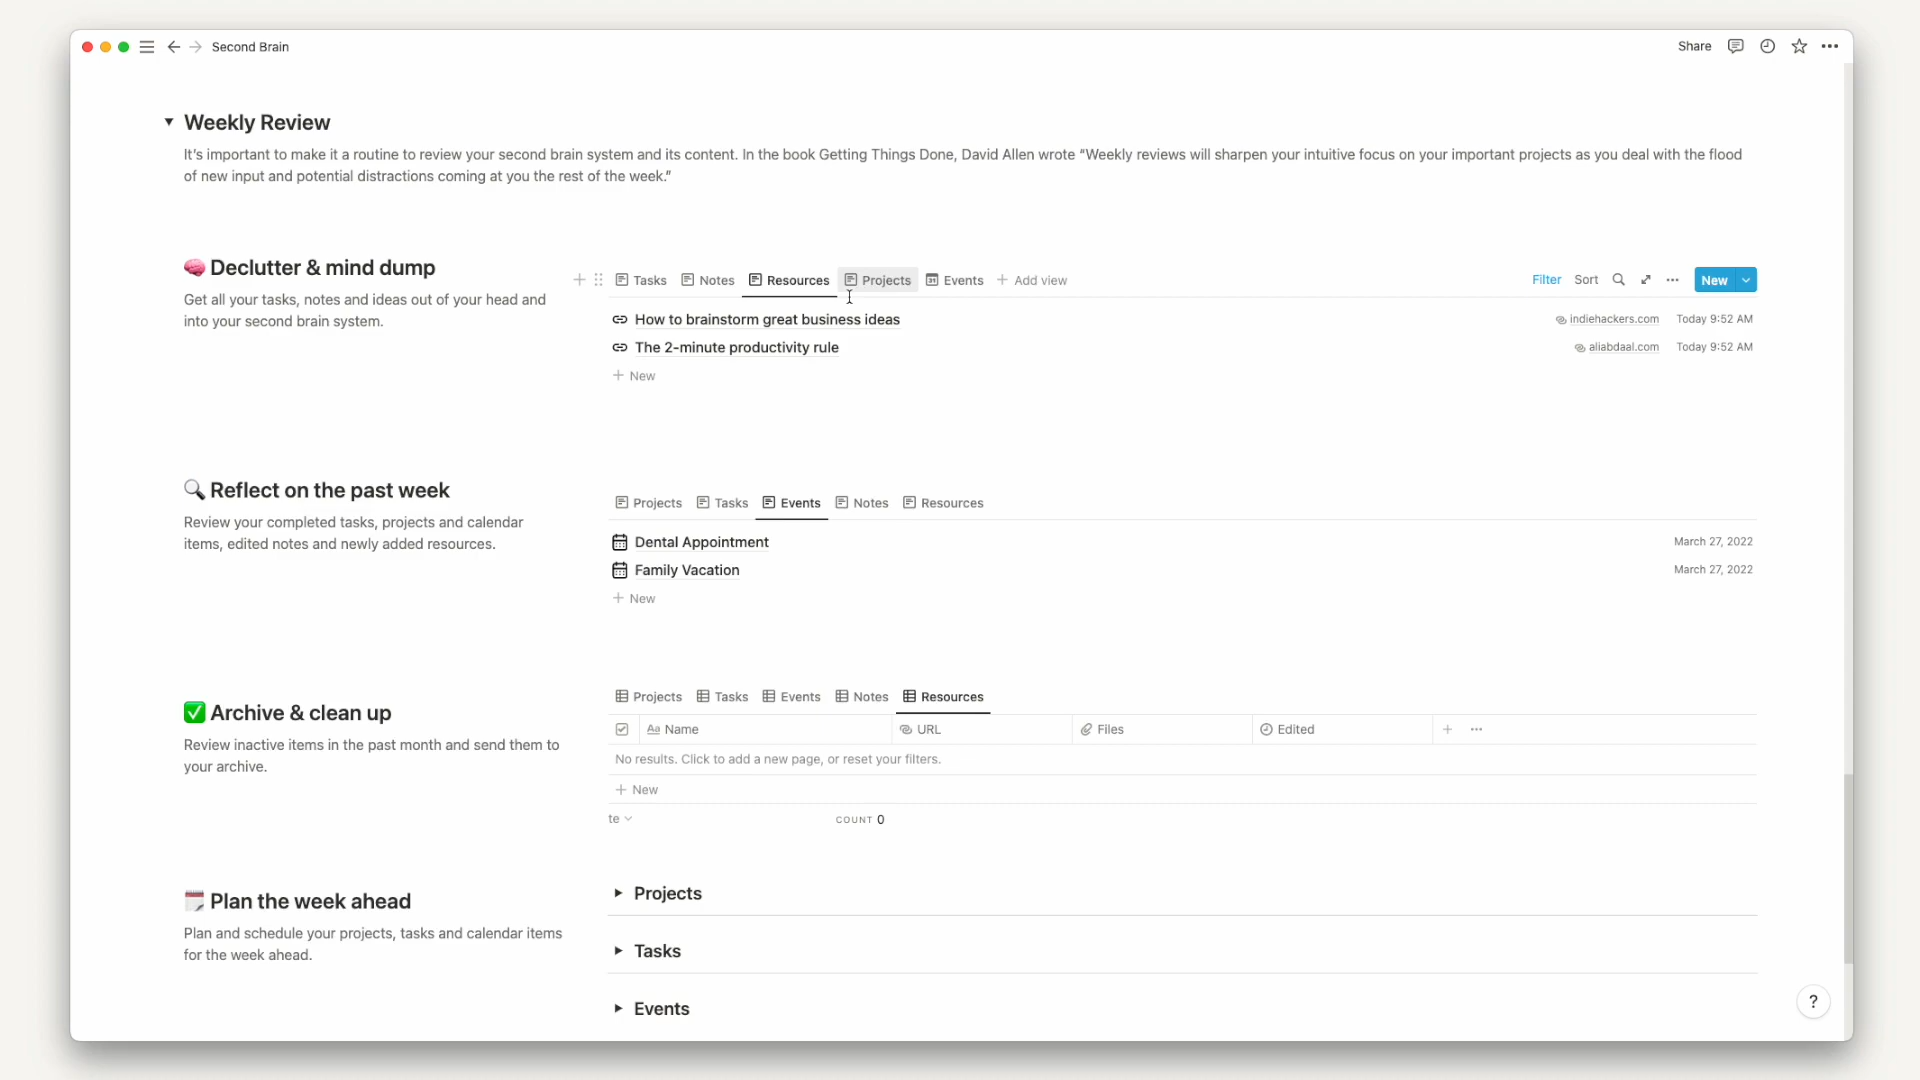 Second Brain
Share
Weekly Review
It's important to make it a routine to review your second brain system and its content. In the book Getting Things Done, David Allen wrote “Weekly reviews will sharpen your intuitive focus on your important projects as you deal with the flood
of new input and potential distractions coming at you the rest of the week.”
Declutter & mind dump
Get all your tasks, notes and ideas out of your head and
into your second brain system.
Tasks Notes Resources Projects Events + Add view Filter Sort New
How to brainstorm great business ideas indiehackers.com Today 9:52 AM
The 2-minute productivity rule aliabdaal.com Today 9:52 AM
+ New
Reflect on the past week
Review your completed tasks, projects and calendar
items, edited notes and newly added resources.
Projects Tasks Events Notes Resources
Dental Appointment March 27, 2022
Family Vacation March 27, 2022
+ New
Archive & clean up
Review inactive items in the past month and send them to
your archive.
Projects Tasks Events Notes Resources
Aa Name URL Files Edited +
No results. Click to add a new page, or reset your filters.
+ New
te COUNT 0
Plan the week ahead
Plan and schedule your projects, tasks and calendar items
for the week ahead.
Projects
Tasks
Events
?